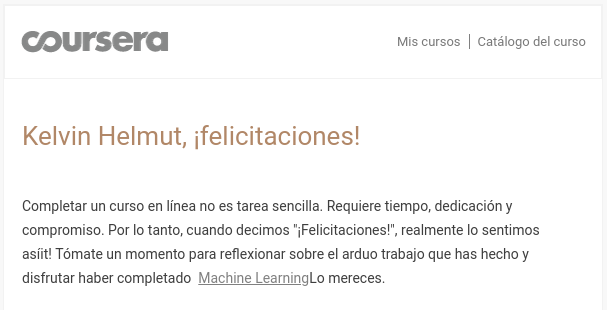 coursera
Mis cursos | Catálogo del curso
Kelvin Helmut, ¡felicitaciones!
Completar un curso en línea no es tarea sencilla. Requiere tiempo, dedicación y
compromiso. Por lo tanto, cuando decimos "¡Felicitaciones!", realmente lo sentimos
asíit! Tómate un momento para reflexionar sobre el arduo trabajo que has hecho y
disfrutar haber completado Machine LearningLo mereces.